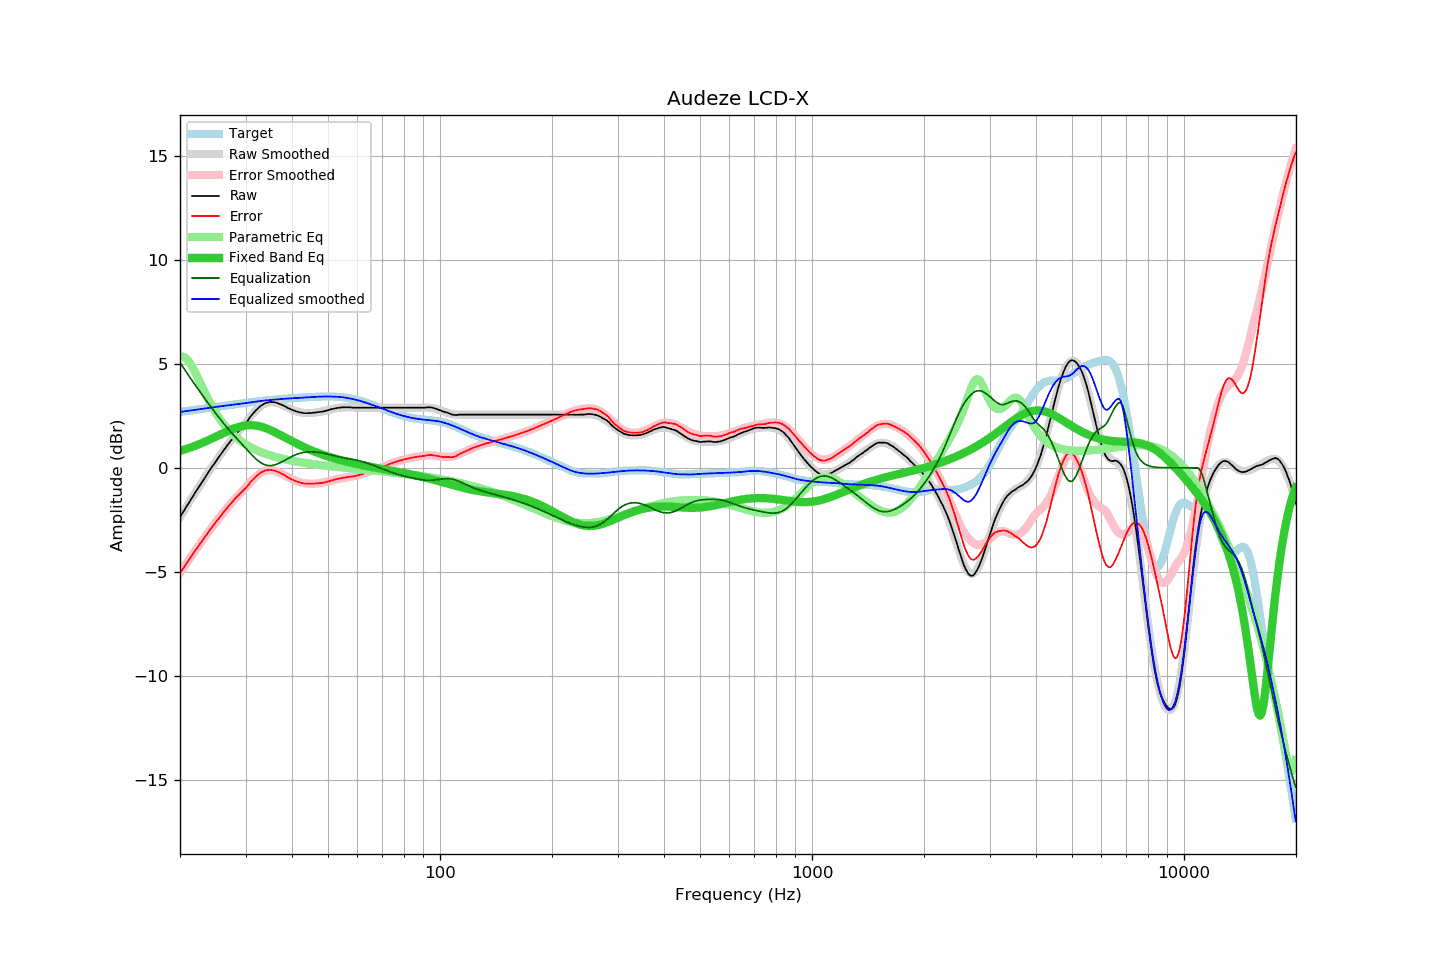 Audeze LCD-X
Target
Raw Smoothed
Error Smoothed
Raw
Error
Parametric Eq
Fixed Band Eq
Equalization
Equalized smoothed
15
10
5
0
−5
−10
−15
Amplitude (dBr)
100
1000
10000
Frequency (Hz)